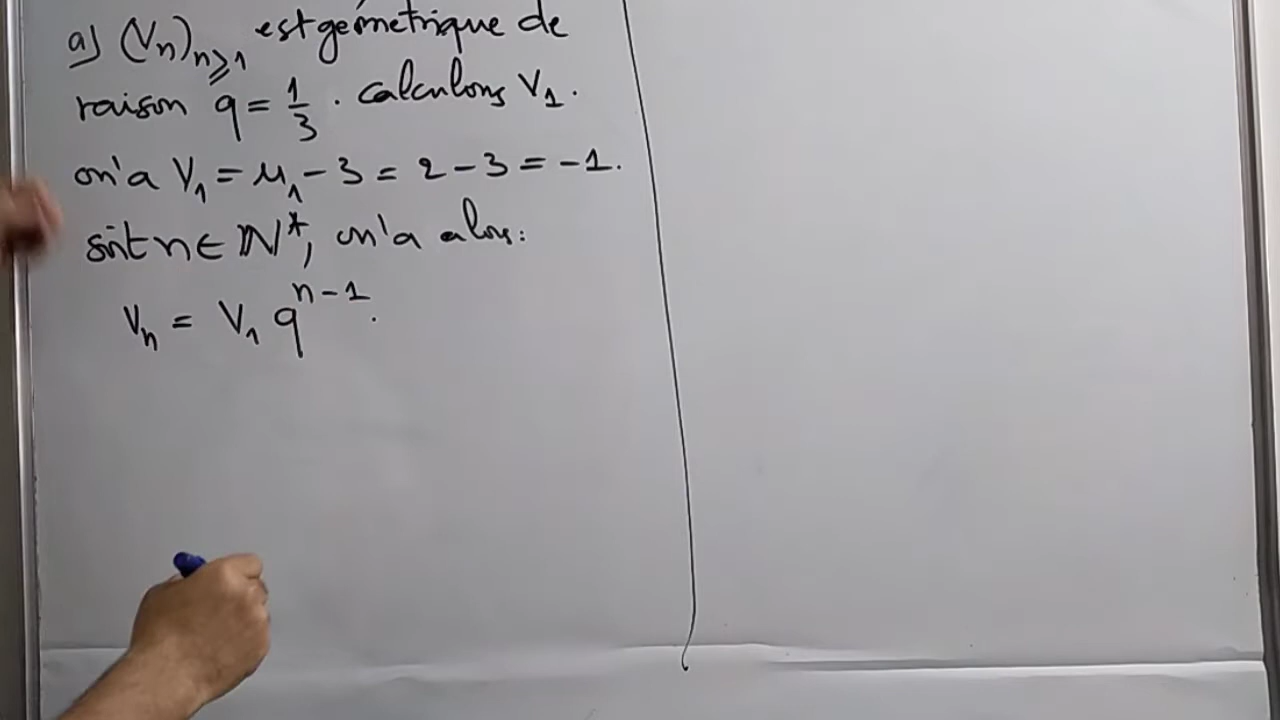 a) (Vn)n⩾1 est géométrique de
raison q = 1/3 . calculons V1.
on'a V1 = u1 - 3 = 2 - 3 = -1.
soit n ∈ ℕ*, on'a alors:
Vn = V1 q^(n-1).